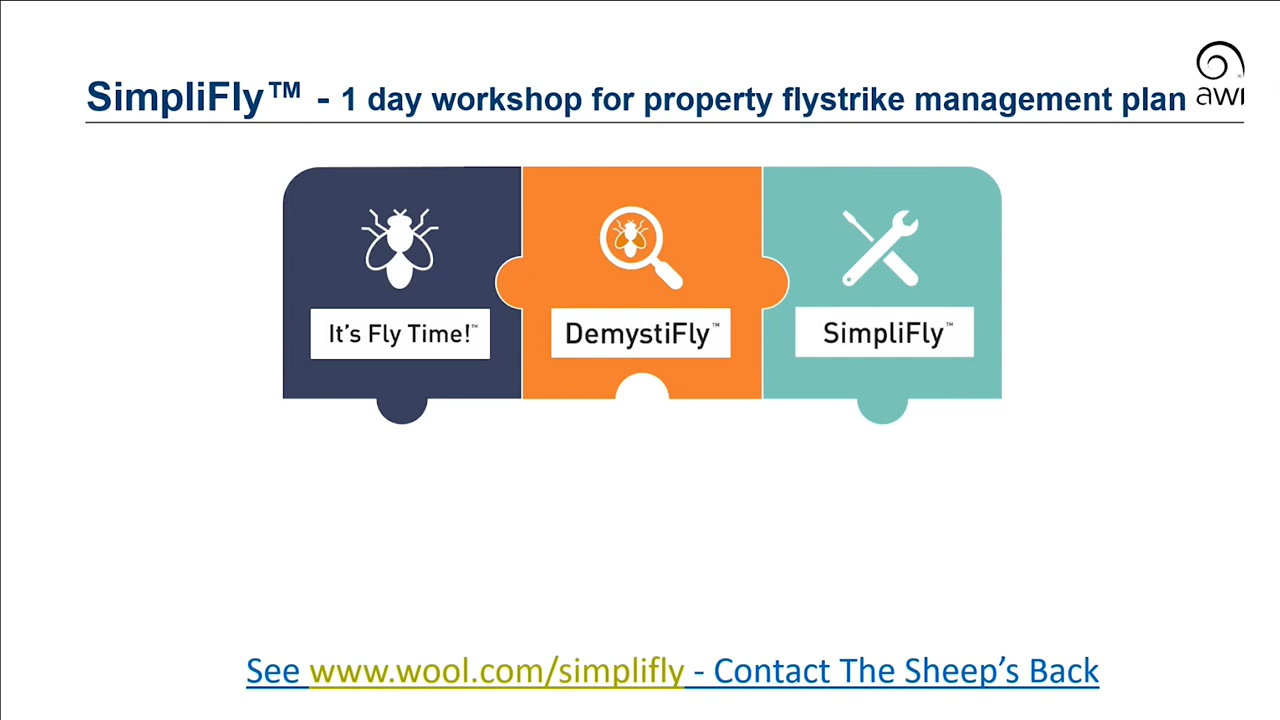 SimpliFly™ - 1 day workshop for property flystrike management plan
awı
It's Fly Time!™
DemystiFly™
SimpliFly™
See www.wool.com/simplifly - Contact The Sheep's Back